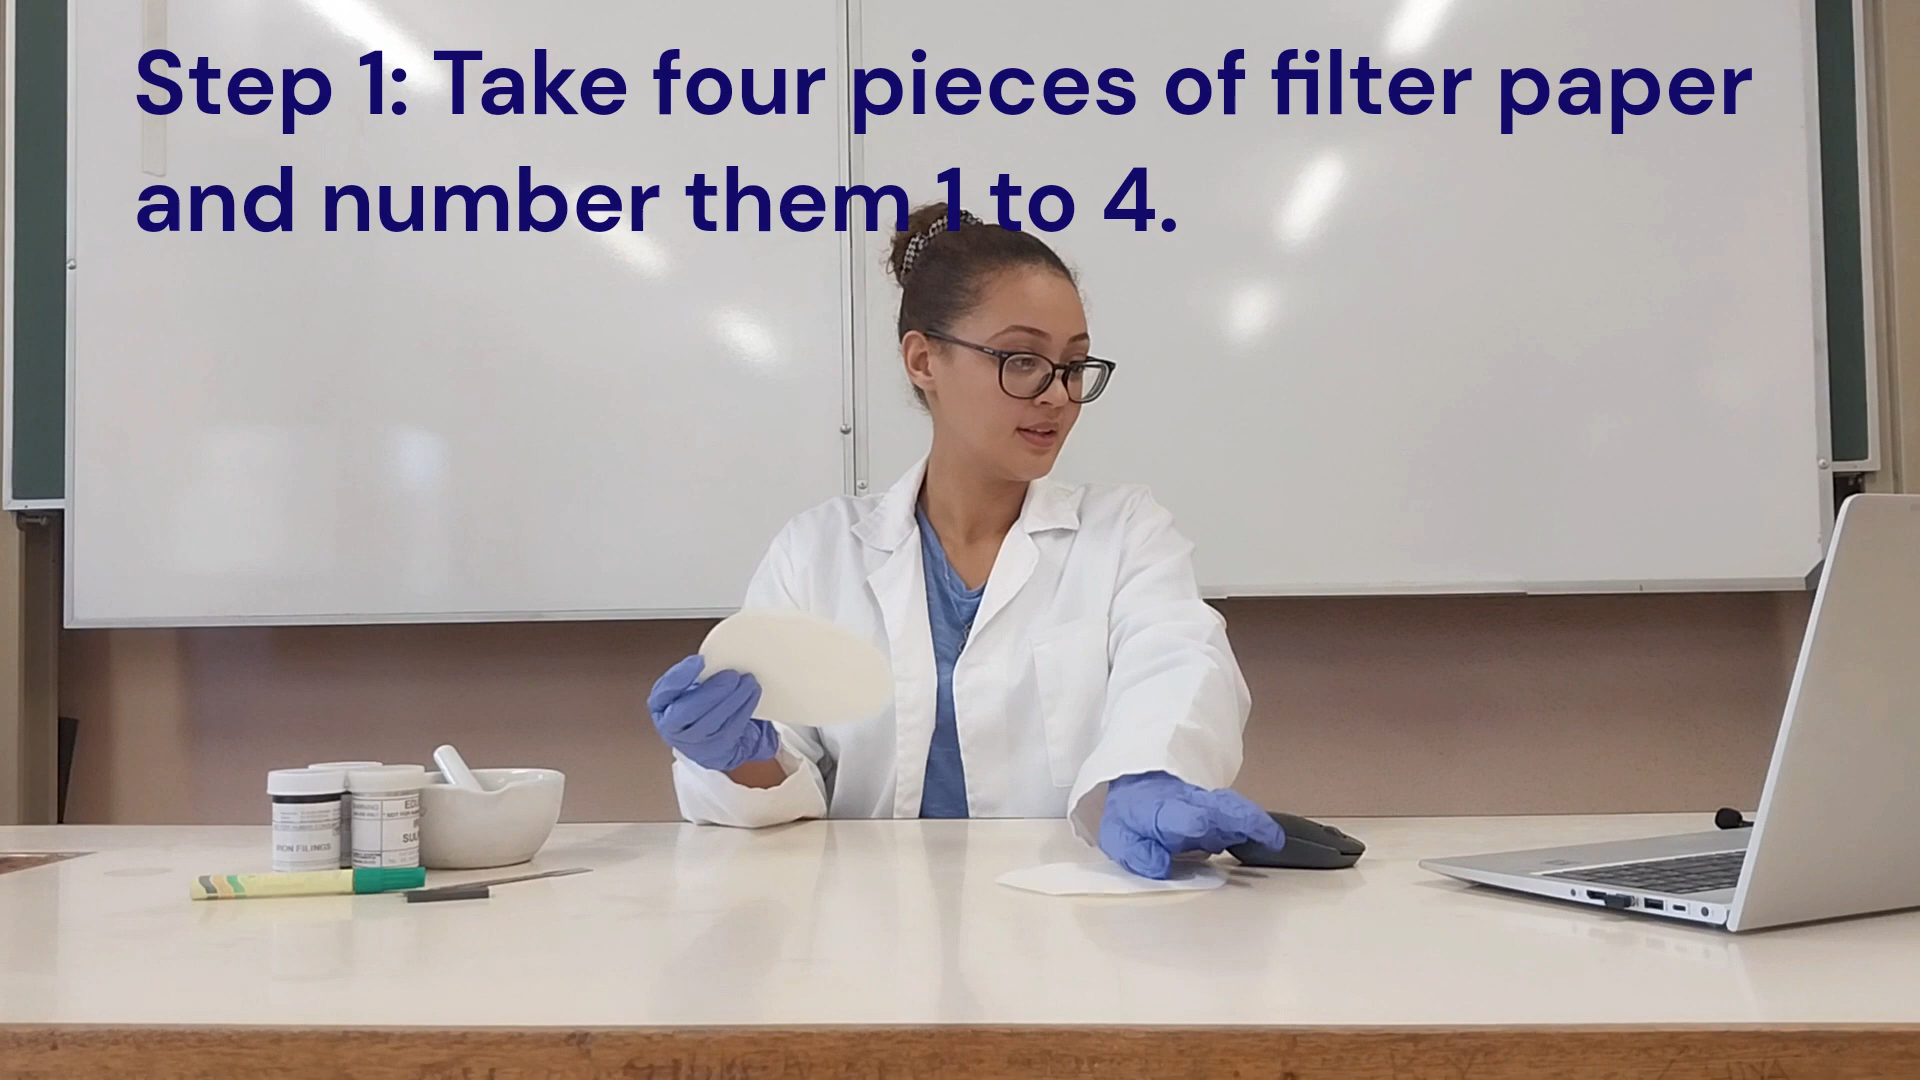 Step 1: Take four pieces of filter paper
and number them 1 to 4.
IRON FILINGS